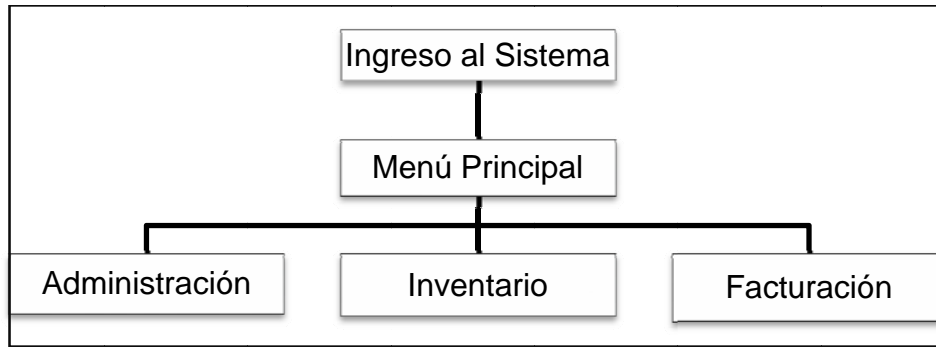 Ingreso al Sistema
Menú Principal
Administración
Inventario
Facturación